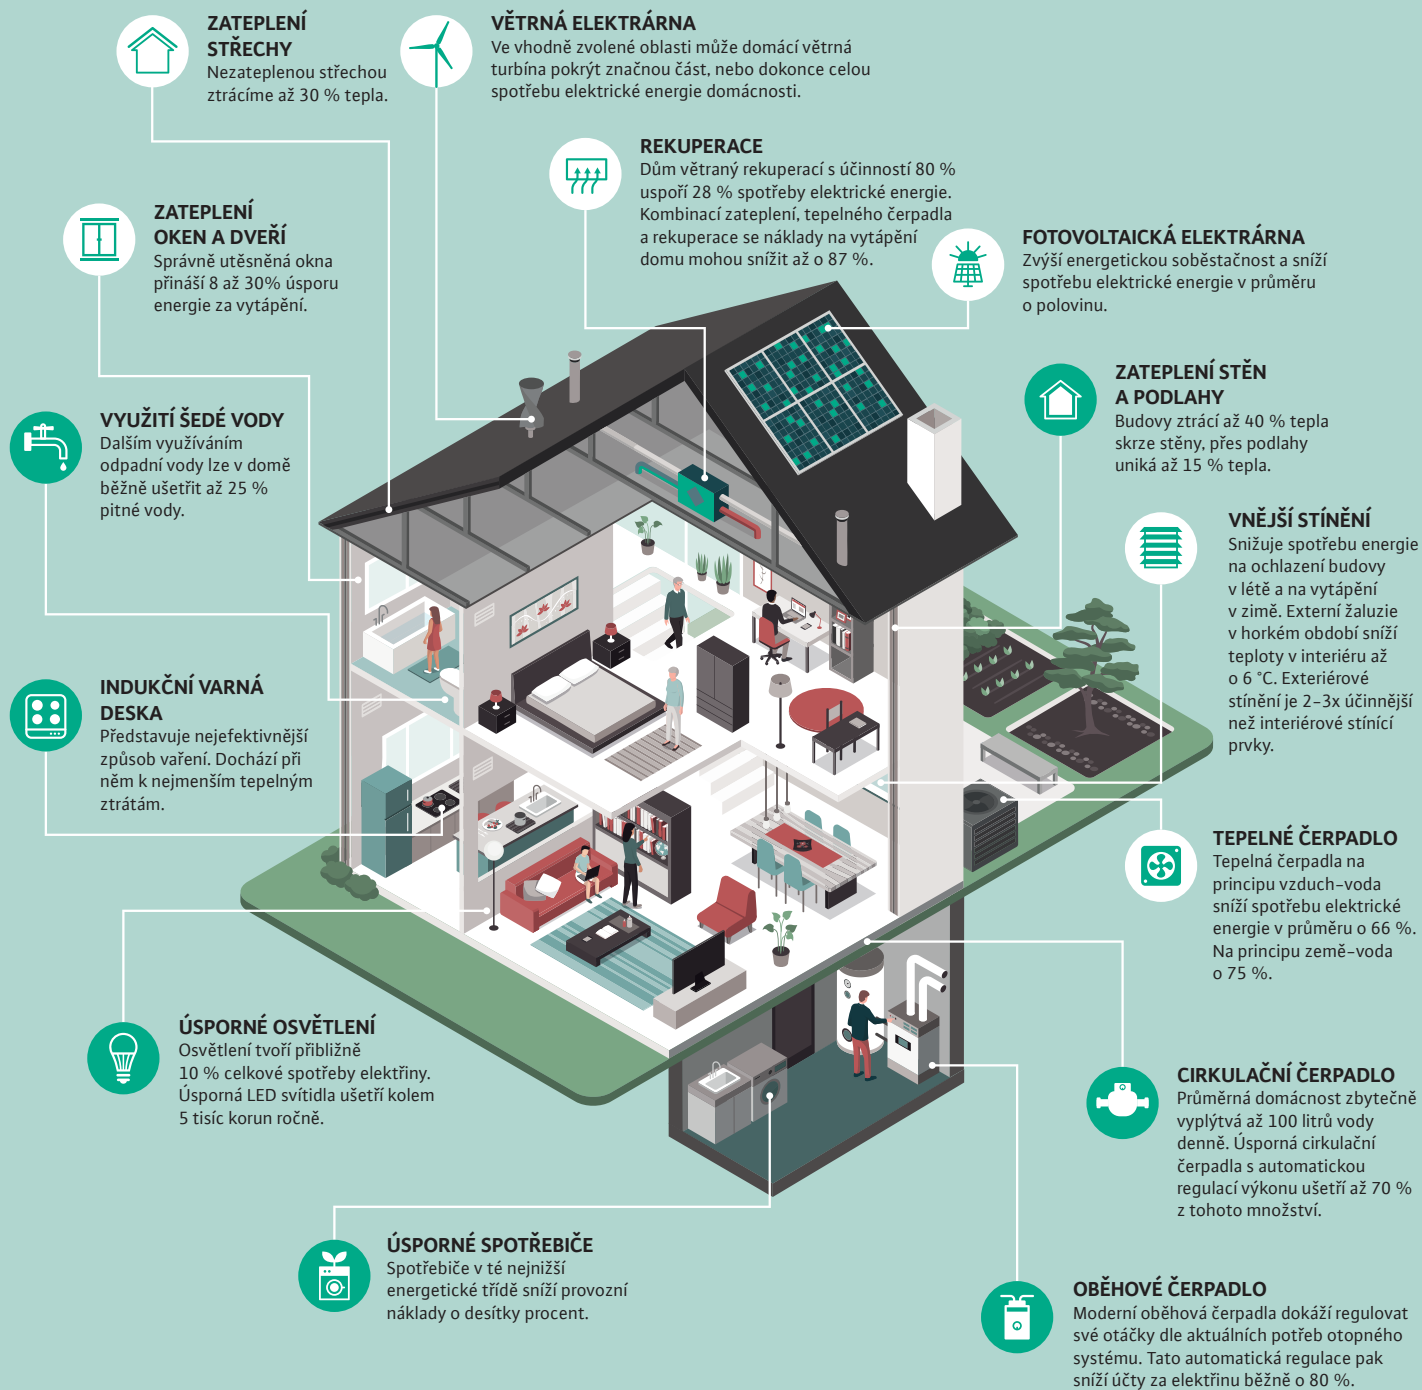 ZATEPLENÍ
STŘECHY
Nezateplenou střechou
ztrácíme až 30 % tepla.
VĚTRNÁ ELEKTRÁRNA
Ve vhodně zvolené oblasti může domácí větrná
turbína pokrýt značnou část, nebo dokonce celou
spotřebu elektrické energie domácnosti.
REKUPERACE
Dům větraný rekuperací s účinností 80 %
uspoří 28 % spotřeby elektrické energie.
Kombinací zateplení, tepelného čerpadla
a rekuperace se náklady na vytápění
domu mohou snížit až o 87 %.
ZATEPLENÍ
OKEN A DVEŘÍ
Správně utěsněná okna
přináší 8 až 30% úsporu
energie za vytápění.
FOTOVOLTAICKÁ ELEKTRÁRNA
Zvýší energetickou soběstačnost a sníží
spotřebu elektrické energie v průměru
o polovinu.
ZATEPLENÍ STĚN
A PODLAHY
Budovy ztrácí až 40 % tepla
skrze stěny, přes podlahy
uniká až 15 % tepla.
VYUŽITÍ ŠEDÉ VODY
Dalším využíváním
odpadní vody lze v domě
běžně ušetřit až 25 %
pitné vody.
VNĚJŠÍ STÍNĚNÍ
Snižuje spotřebu energie
na ochlazení budovy
v létě a na vytápění
v zimě. Externí žaluzie
v horkém období sníží
teploty v interiéru až
o 6 °C. Exteriérové
stínění je 2–3x účinnější
než interiérové stínící
prvky.
INDUKČNÍ VARNÁ
DESKA
Představuje nejefektivnější
způsob vaření. Dochází při
něm k nejmenším tepelným
ztrátám.
TEPELNÉ ČERPADLO
Tepelná čerpadla na
principu vzduch–voda
sníží spotřebu elektrické
energie v průměru o 66 %.
Na principu země–voda
o 75 %.
ÚSPORNÉ OSVĚTLENÍ
Osvětlení tvoří přibližně
10 % celkové spotřeby elektřiny.
Úsporná LED svítidla ušetří kolem
5 tisíc korun ročně.
CIRKULAČNÍ ČERPADLO
Průměrná domácnost zbytečně
vyplýtvá až 100 litrů vody
denně. Úsporná cirkulační
čerpadla s automatickou
regulací výkonu ušetří až 70 %
z tohoto množství.
ÚSPORNÉ SPOTŘEBIČE
Spotřebiče v té nejnižší
energetické třídě sníží provozní
náklady o desítky procent.
OBĚHOVÉ ČERPADLO
Moderní oběhová čerpadla dokáží regulovat
své otáčky dle aktuálních potřeb otopného
systému. Tato automatická regulace pak
sníží účty za elektřinu běžně o 80 %.